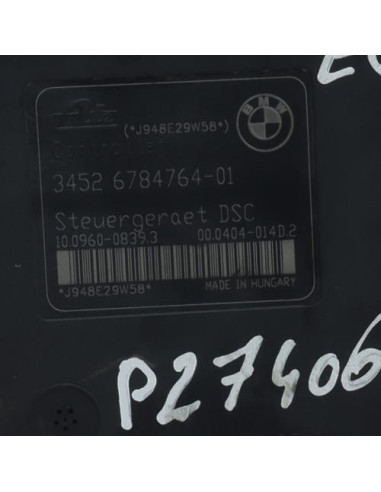 (*J948E29W58*)
BMW
3452 6784764-01
Steuergeraet DSC
10.0960-0839.3 00.0404-014D.2
*J948E29W58* MADE IN HUNGARY
P27406